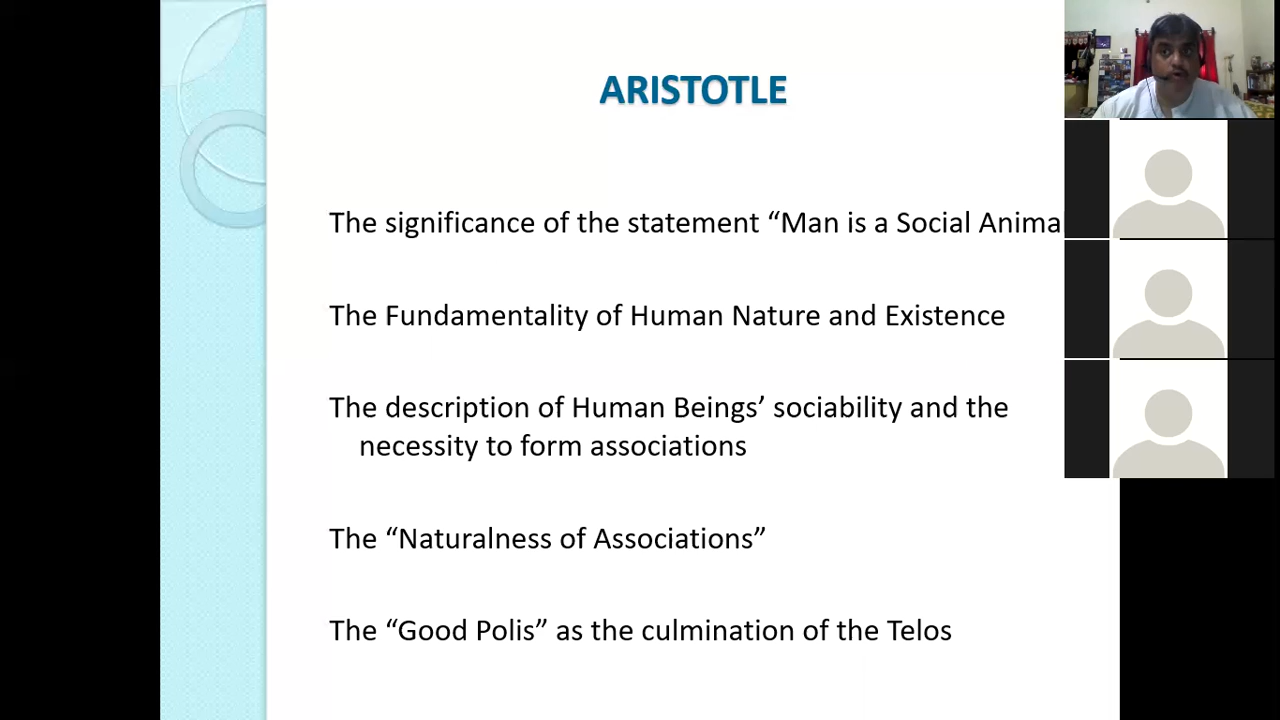 ARISTOTLE
The significance of the statement “Man is a Social Animal
The Fundamentality of Human Nature and Existence
The description of Human Beings’ sociability and the
necessity to form associations
The “Naturalness of Associations”
The “Good Polis” as the culmination of the Telos